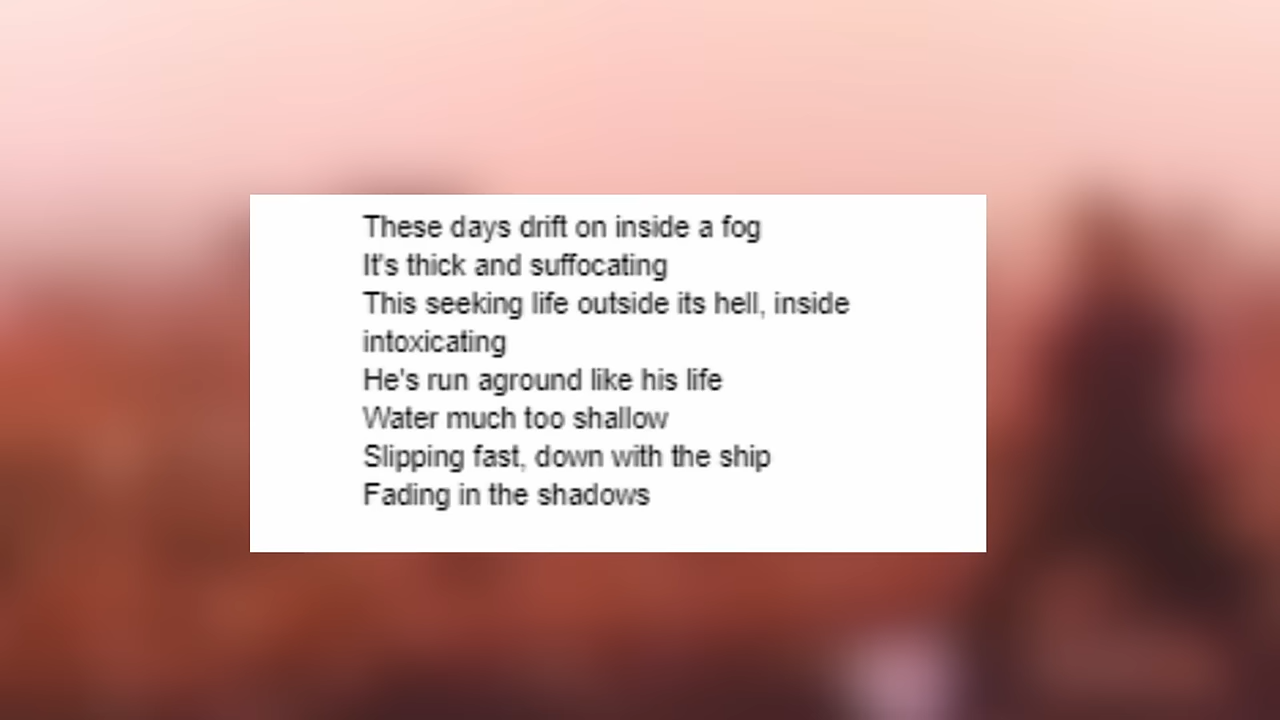 These days drift on inside a fog
It's thick and suffocating
This seeking life outside its hell, inside
intoxicating
He's run aground like his life
Water much too shallow
Slipping fast, down with the ship
Fading in the shadows